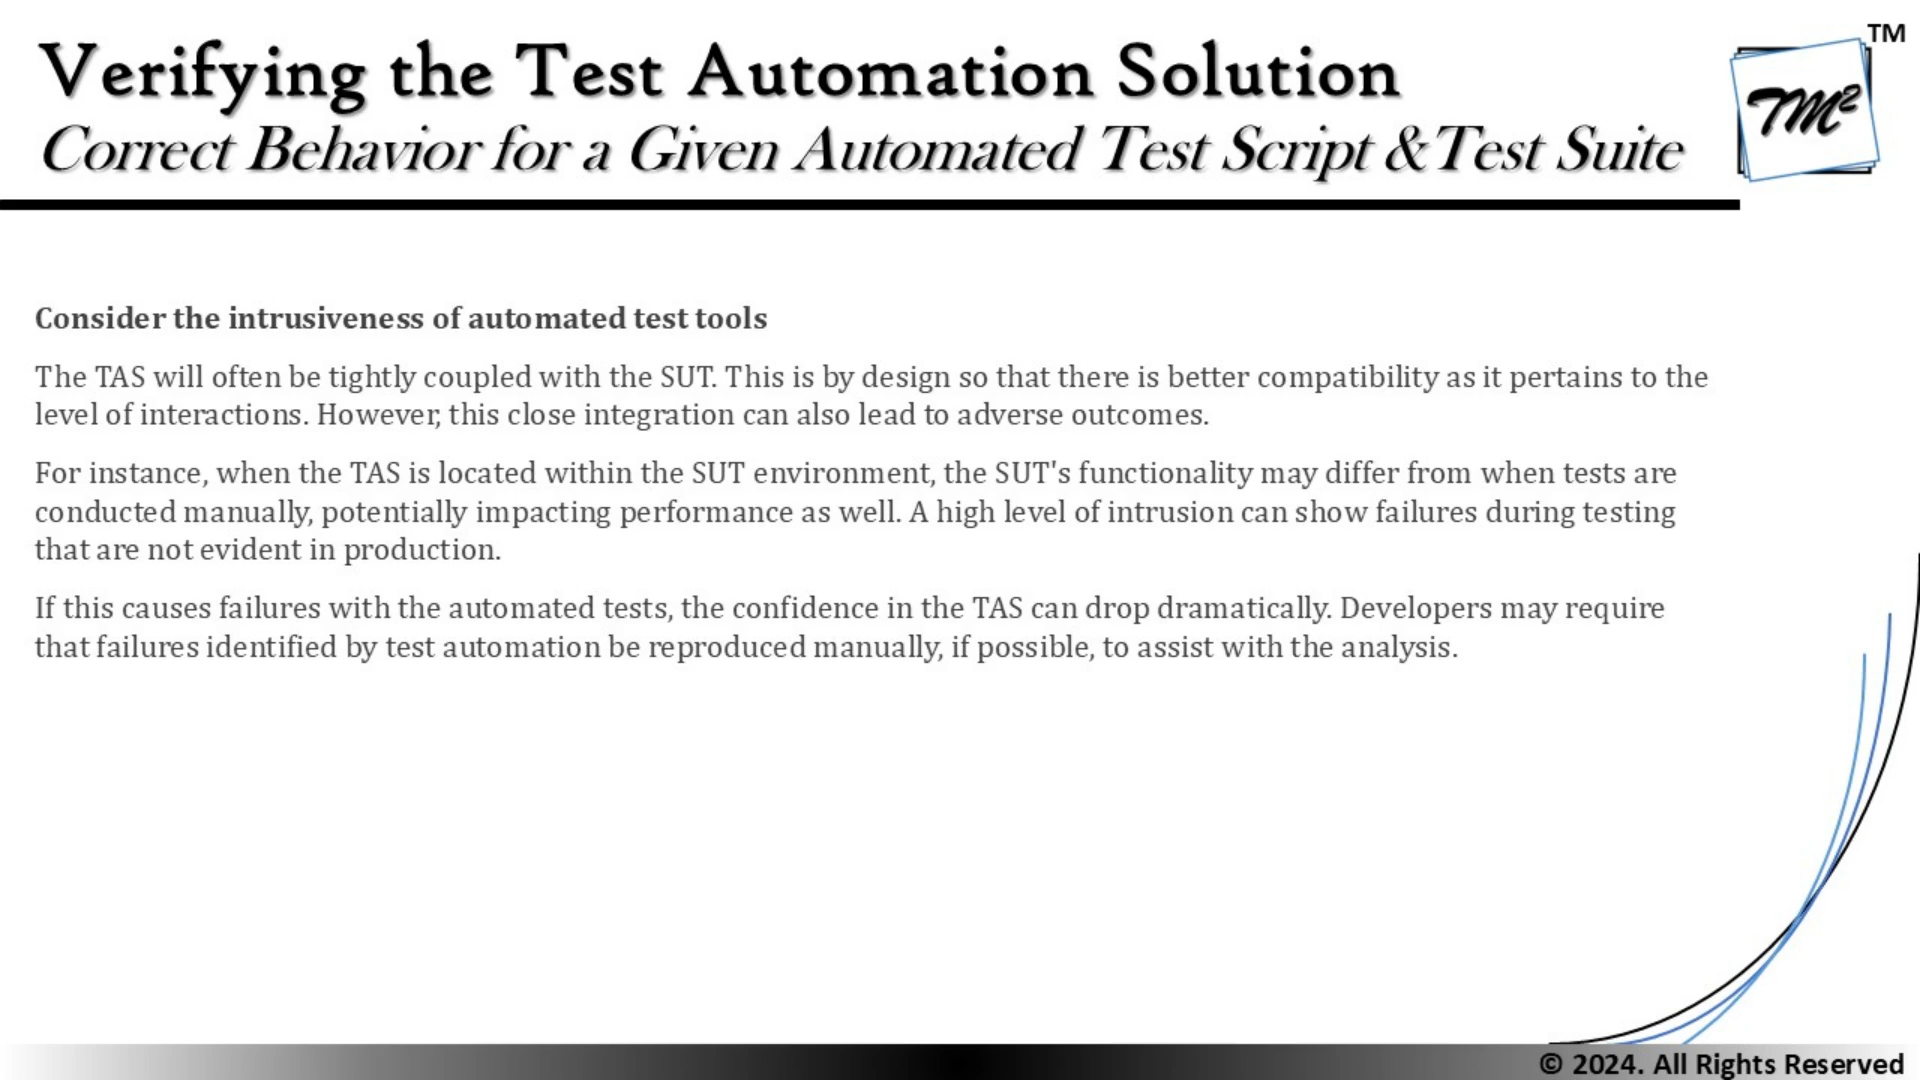 Verifying the Test Automation Solution
Correct Behavior for a Given Automated Test Script &Test Suite
TM
TM²
Consider the intrusiveness of automated test tools
The TAS will often be tightly coupled with the SUT. This is by design so that there is better compatibility as it pertains to the
level of interactions. However, this close integration can also lead to adverse outcomes.
For instance, when the TAS is located within the SUT environment, the SUT's functionality may differ from when tests are
conducted manually, potentially impacting performance as well. A high level of intrusion can show failures during testing
that are not evident in production.
If this causes failures with the automated tests, the confidence in the TAS can drop dramatically. Developers may require
that failures identified by test automation be reproduced manually, if possible, to assist with the analysis.
© 2024. All Rights Reserved